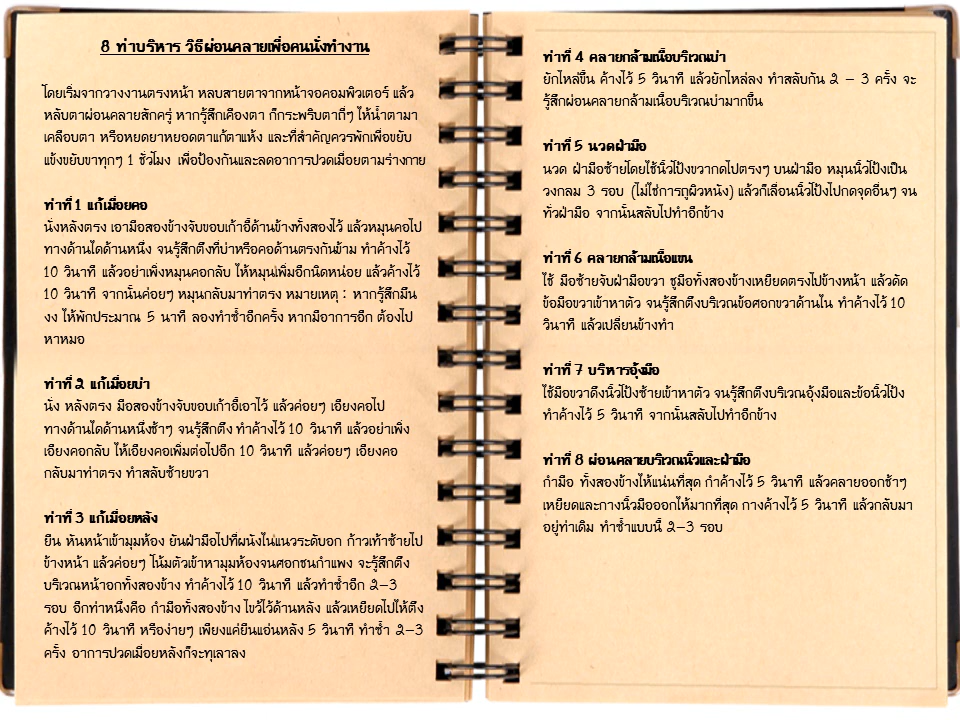 8 ท่าบริหาร วิธีผ่อนคลายเพื่อคนนั่งทำงาน
โดยเริ่มจากวางงานตรงหน้า หลบสายตาจากหน้าจอคอมพิวเตอร์ แล้ว
หลับตาผ่อนคลายสักครู่ หากรู้สึกเคืองตา ก็กระพริบตาถี่ๆ ให้น้ำตามา
เคลือบตา หรือหยดยาหยอดตาแก้ตาแห้ง และที่สำคัญควรพักเพื่อขยับ
แข้งขยับขาทุกๆ 1 ชั่วโมง เพื่อป้องกันและลดอาการปวดเมื่อยตามร่างกาย
ท่าที่ 1 แก้เมื่อยคอ
นั่งหลังตรง เอามือสองข้างจับขอบเก้าอี้ด้านข้างทั้งสองไว้ แล้วหมุนคอไป
ทางด้านใดด้านหนึ่ง จนรู้สึกตึงที่บ่าหรือคอด้านตรงกันข้าม ทำค้างไว้
10 วินาที แล้วอย่าเพิ่งหมุนคอกลับ ให้หมุนเพิ่มอีกนิดหน่อย แล้วค้างไว้
10 วินาที จากนั้นค่อยๆ หมุนกลับมาท่าตรง หมายเหตุ : หากรู้สึกมึน
งง ให้พักประมาณ 5 นาที ลองทำซ้ำอีกครั้ง หากมีอาการอีก ต้องไป
หาหมอ
ท่าที่ 2 แก้เมื่อยบ่า
นั่ง หลังตรง มือสองข้างจับขอบเก้าอี้เอาไว้ แล้วค่อยๆ เอียงคอไป
ทางด้านใดด้านหนึ่งช้าๆ จนรู้สึกตึง ทำค้างไว้ 10 วินาที แล้วอย่าเพิ่ง
เอียงคอกลับ ให้เอียงคอเพิ่มต่อไปอีก 10 วินาที แล้วค่อยๆ เอียงคอ
กลับมาท่าตรง ทำสลับซ้ายขวา
ท่าที่ 3 แก้เมื่อยหลัง
ยืน หันหน้าเข้ามุมห้อง ยันฝ่ามือไปที่ผนังในแนวระดับอก ก้าวเท้าซ้ายไป
ข้างหน้า แล้วค่อยๆ โน้มตัวเข้าหามุมห้องจนศอกชนกำแพง จะรู้สึกตึง
บริเวณหน้าอกทั้งสองข้าง ทำค้างไว้ 10 วินาที แล้วทำซ้ำอีก 2-3
รอบ อีกท่าหนึ่งคือ กำมือทั้งสองข้าง ไขว้ไว้ด้านหลัง แล้วเหยียดไปให้ตึง
ค้างไว้ 10 วินาที หรือง่ายๆ เพียงแค่ยืนแอ่นหลัง 5 วินาที ทำซ้ำ 2-3
ครั้ง อาการปวดเมื่อยหลังก็จะทุเลาลง
ท่าที่ 4 คลายกล้ามเนื้อบริเวณบ่า
ยักไหล่ขึ้น ค้างไว้ 5 วินาที แล้วยักไหล่ลง ทำสลับกัน 2 - 3 ครั้ง จะ
รู้สึกผ่อนคลายกล้ามเนื้อบริเวณบ่ามากขึ้น
ท่าที่ 5 นวดฝ่ามือ
นวด ฝ่ามือซ้ายโดยใช้นิ้วโป้งขวากดไปตรงๆ บนฝ่ามือ หมุนนิ้วโป้งเป็น
วงกลม 3 รอบ (ไม่ใช่การถูผิวหนัง) แล้วก็เลื่อนนิ้วโป้งไปกดจุดอื่นๆ จน
ทั่วฝ่ามือ จากนั้นสลับไปทำอีกข้าง
ท่าที่ 6 คลายกล้ามเนื้อแขน
ใช้ มือซ้ายจับฝ่ามือขวา ชูมือทั้งสองข้างเหยียดตรงไปข้างหน้า แล้วดัด
ข้อมือขวาเข้าหาตัว จนรู้สึกตึงบริเวณข้อศอกขวาด้านใน ทำค้างไว้ 10
วินาที แล้วเปลี่ยนข้างทำ
ท่าที่ 7 บริหารอุ้งมือ
ใช้มือขวาดึงนิ้วโป้งซ้ายเข้าหาตัว จนรู้สึกตึงบริเวณอุ้งมือและข้อนิ้วโป้ง
ทำค้างไว้ 5 วินาที จากนั้นสลับไปทำอีกข้าง
ท่าที่ 8 ผ่อนคลายบริเวณนิ้วและฝ่ามือ
กำมือ ทั้งสองข้างให้แน่นที่สุด กำค้างไว้ 5 วินาที แล้วคลายออกช้าๆ
เหยียดและกางนิ้วมือออกให้มากที่สุด กางค้างไว้ 5 วินาที แล้วกลับมา
อยู่ท่าเดิม ทำซ้ำแบบนี้ 2-3 รอบ